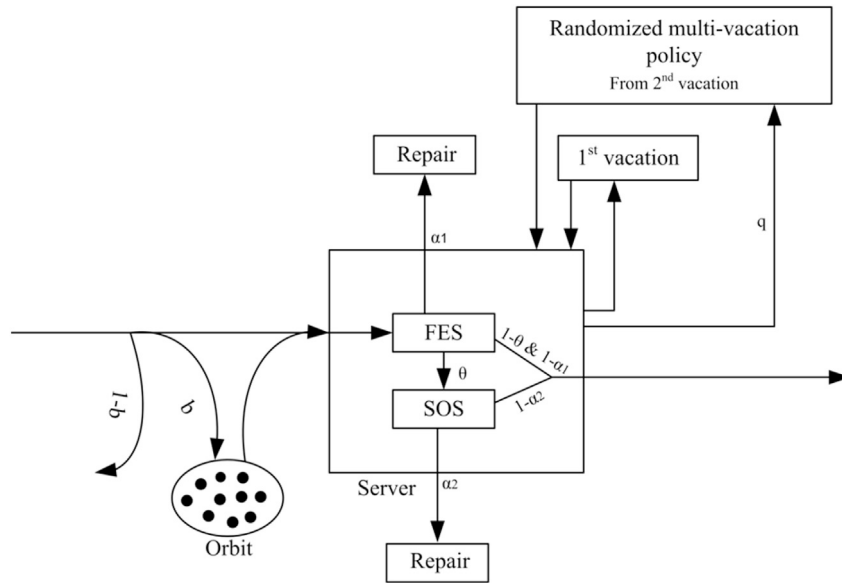 Randomized multi-vacation
policy
From 2nd vacation
Repair
1st vacation
q
α1
FES
1-θ & 1-α1
θ
SOS
1-α2
1-b
b
Server
α2
Orbit
Repair